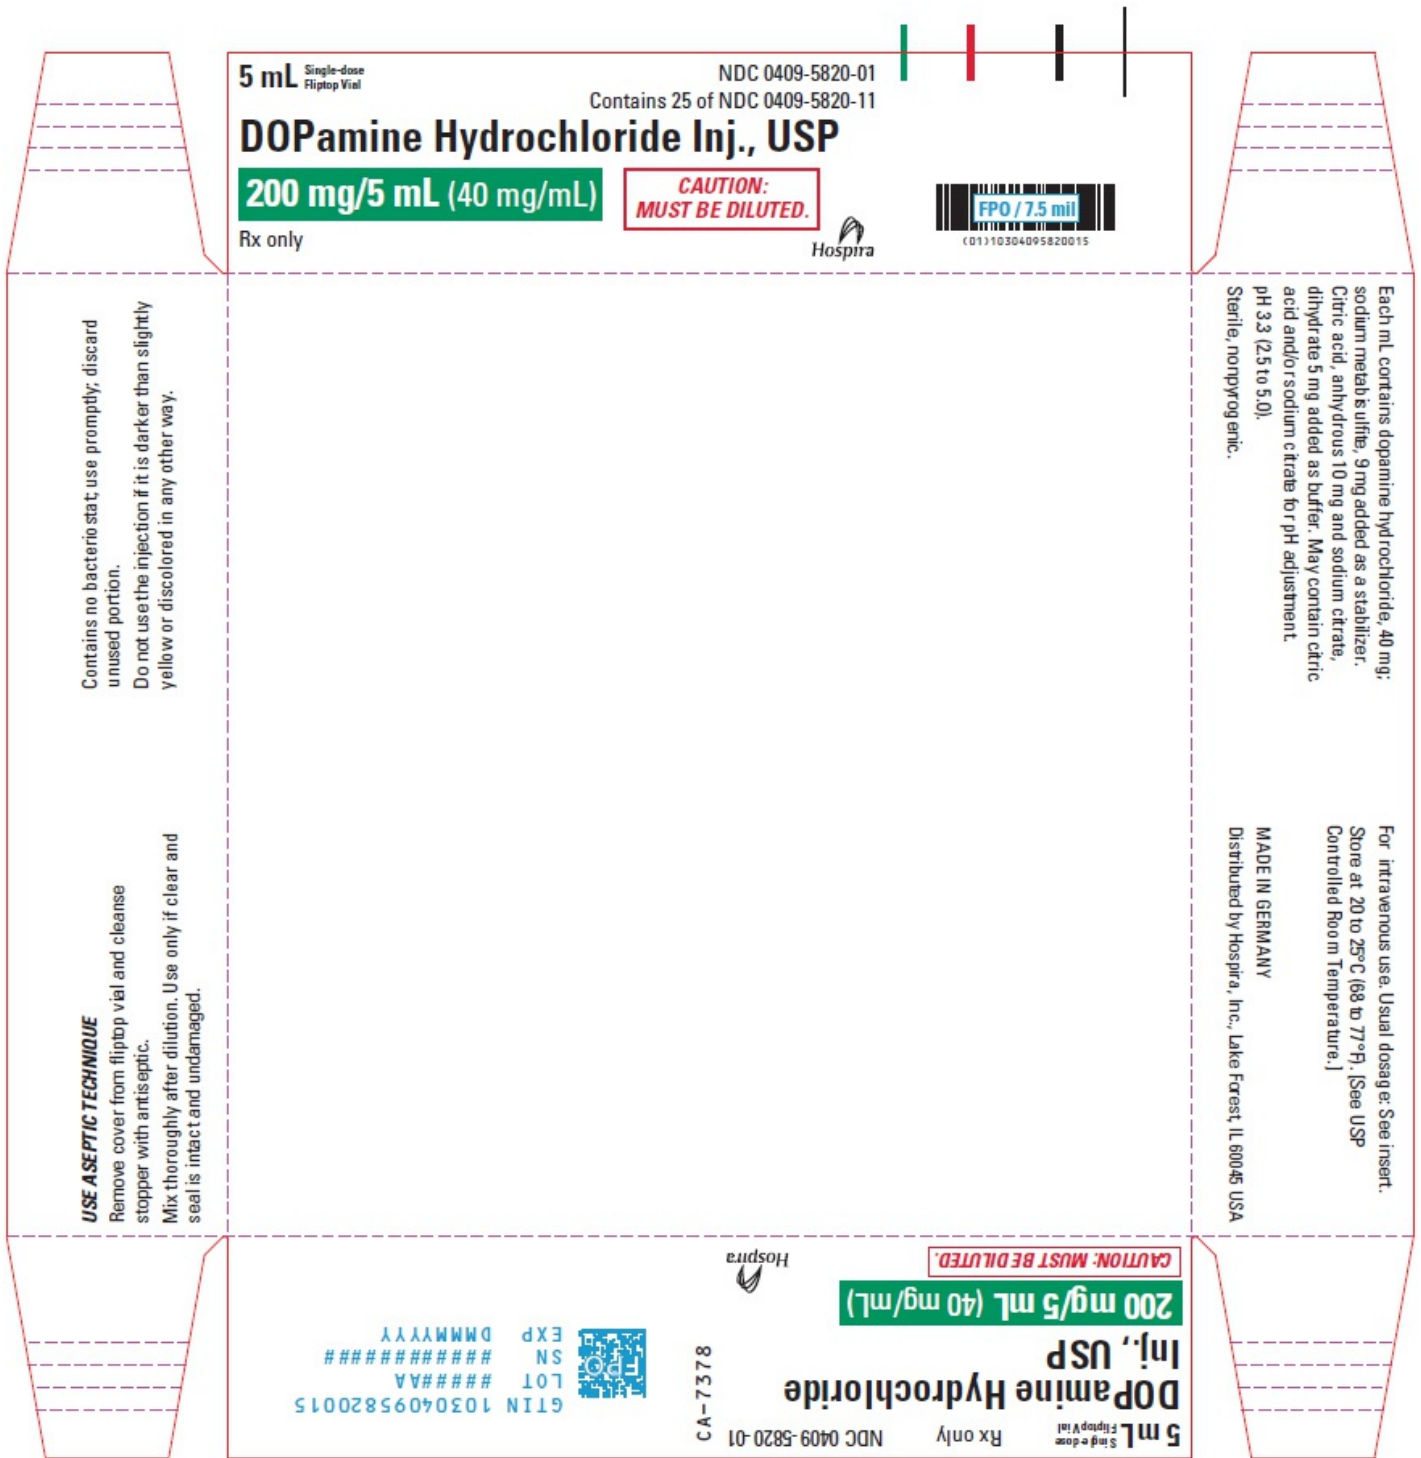 5 mL Single-dose
Fliptop Vial
NDC 0409-5820-01
Contains 25 of NDC 0409-5820-11
DOPamine Hydrochloride Inj., USP
200 mg/5 mL (40 mg/mL)
CAUTION:
MUST BE DILUTED.
Rx only
Hospira
FPO / 7.5 mil
(01)10304095820015
Contains no bacteriostat; use promptly; discard
unused portion.
Do not use the injection if it is darker than slightly
yellow or discolored in any other way.
USE ASEPTIC TECHNIQUE
Remove cover from fliptop vial and cleanse
stopper with antiseptic.
Mix thoroughly after dilution. Use only if clear and
seal is intact and undamaged.
Each mL contains dopamine hydrochloride, 40 mg;
sodium metabisulfite, 9 mg added as a stabilizer.
Citric acid, anhydrous 10 mg and sodium citrate,
dihydrate 5 mg added as buffer. May contain citric
acid and/or sodium citrate for pH adjustment.
pH 3.3 (2.5 to 5.0).
Sterile, nonpyrogenic.
For intravenous use. Usual dosage: See insert.
Store at 20 to 25°C (68 to 77°F). [See USP
Controlled Room Temperature.]
MADE IN GERMANY
Distributed by Hospira, Inc., Lake Forest, IL 60045 USA
5 mL Single-dose
Fliptop Vial
Rx only
NDC 0409-5820-01
DOPamine Hydrochloride
Inj., USP
200 mg/5 mL (40 mg/mL)
CAUTION: MUST BE DILUTED.
Hospira
CA-7378
FPO
GTIN 10304095820015
LOT ######AA
SN ############
EXP DMMMYYYY